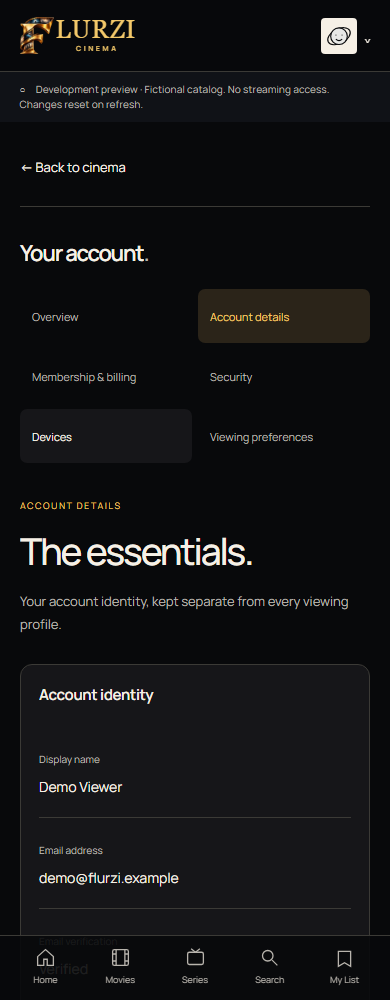 FLURZI
CINEMA
Development preview · Fictional catalog. No streaming access.
Changes reset on refresh.
← Back to cinema
Your account.
Overview
Account details
Membership & billing
Security
Devices
Viewing preferences
ACCOUNT DETAILS
The essentials.
Your account identity, kept separate from every viewing
profile.
Account identity
Display name
Demo Viewer
Email address
demo@flurzi.example
Email verification
Verified
Home
Movies
Series
Search
My List